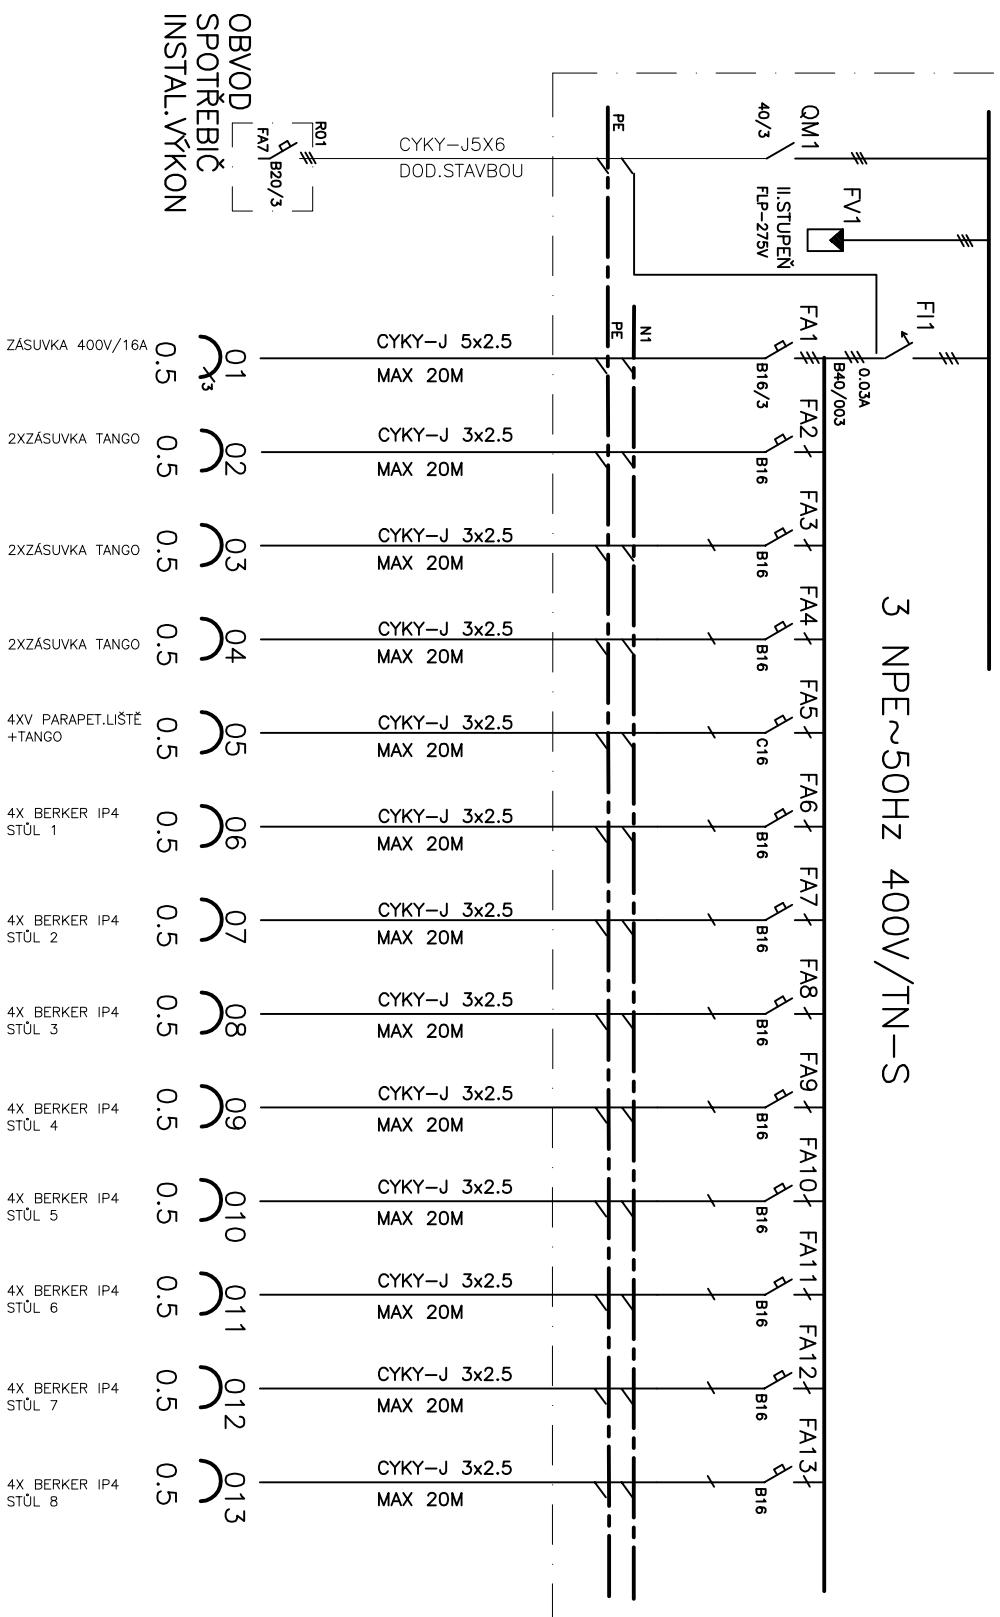 OBVOD
SPOTŘEBIČ
INSTAL.VÝKON
R01
FA7
B20/3
CYKY-J5X6
DOD.STAVBOU
PE
QM1
40/3
FV1
II.STUPEŇ
FLP-275V
FI1
0.03A
B40/003
N1
PE
3 NPE~50Hz 400V/TN-S
ZÁSUVKA 400V/16A
0.5
01
X3
CYKY-J 5x2.5
MAX 20M
FA1
B16/3
2XZÁSUVKA TANGO
0.5
02
CYKY-J 3x2.5
MAX 20M
FA2
B16
2XZÁSUVKA TANGO
0.5
03
CYKY-J 3x2.5
MAX 20M
FA3
B16
2XZÁSUVKA TANGO
0.5
04
CYKY-J 3x2.5
MAX 20M
FA4
B16
4XV PARAPET.LIŠTĚ
+TANGO
0.5
05
CYKY-J 3x2.5
MAX 20M
FA5
C16
4X BERKER IP4
STŮL 1
0.5
06
CYKY-J 3x2.5
MAX 20M
FA6
B16
4X BERKER IP4
STŮL 2
0.5
07
CYKY-J 3x2.5
MAX 20M
FA7
B16
4X BERKER IP4
STŮL 3
0.5
08
CYKY-J 3x2.5
MAX 20M
FA8
B16
4X BERKER IP4
STŮL 4
0.5
09
CYKY-J 3x2.5
MAX 20M
FA9
B16
4X BERKER IP4
STŮL 5
0.5
010
CYKY-J 3x2.5
MAX 20M
FA10
B16
4X BERKER IP4
STŮL 6
0.5
011
CYKY-J 3x2.5
MAX 20M
FA11
B16
4X BERKER IP4
STŮL 7
0.5
012
CYKY-J 3x2.5
MAX 20M
FA12
B16
4X BERKER IP4
STŮL 8
0.5
013
CYKY-J 3x2.5
MAX 20M
FA13
B16